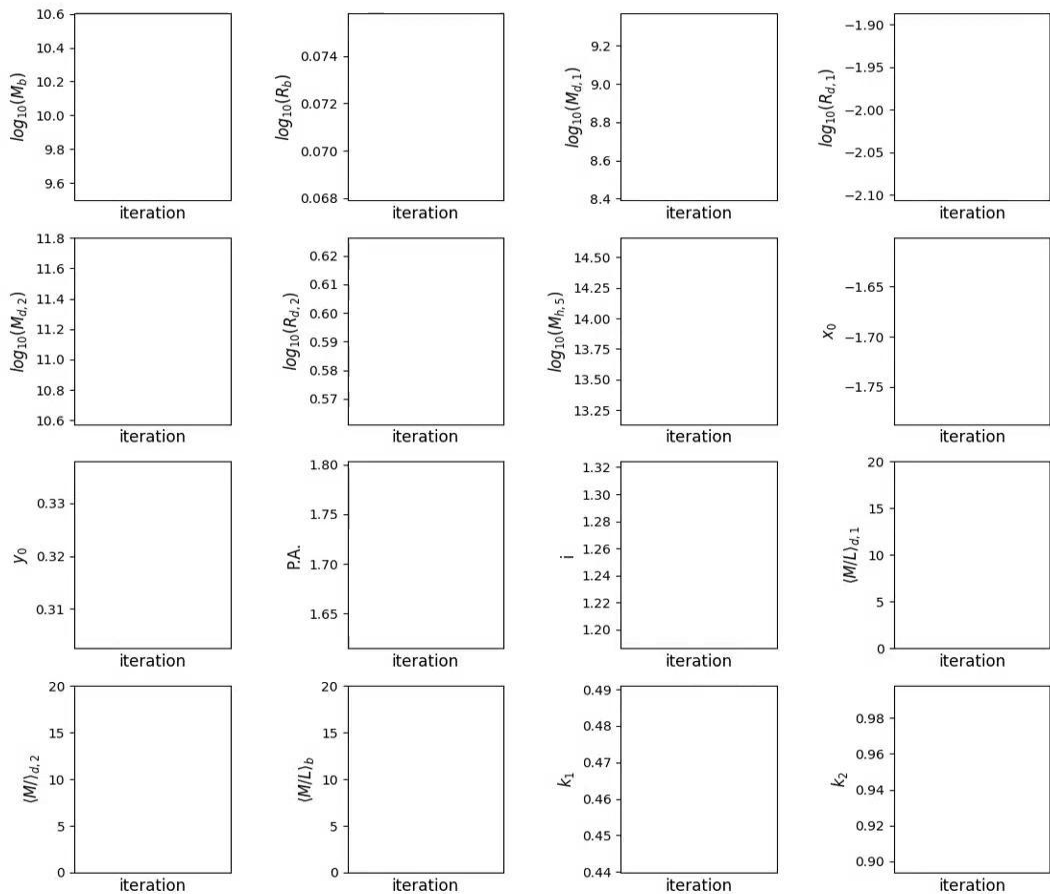 10.6
10.4
10.2
10.0
9.8
9.6
log₁₀(M_b)
iteration
0.074
0.072
0.070
0.068
log₁₀(R_b)
iteration
9.2
9.0
8.8
8.6
8.4
log₁₀(M_{d,1})
iteration
−1.90
−1.95
−2.00
−2.05
−2.10
log₁₀(R_{d,1})
iteration
11.8
11.6
11.4
11.2
11.0
10.8
10.6
log₁₀(M_{d,2})
iteration
0.62
0.61
0.60
0.59
0.58
0.57
log₁₀(R_{d,2})
iteration
14.50
14.25
14.00
13.75
13.50
13.25
log₁₀(M_{h,5})
iteration
−1.65
−1.70
−1.75
x₀
iteration
0.33
0.32
0.31
y₀
iteration
1.80
1.75
1.70
1.65
P.A.
iteration
1.32
1.30
1.28
1.26
1.24
1.22
1.20
i
iteration
20
15
10
5
0
⟨M/L⟩_{d,1}
iteration
20
15
10
5
0
⟨M/⟩_{d,2}
iteration
20
15
10
5
0
⟨M/L⟩_b
iteration
0.49
0.48
0.47
0.46
0.45
0.44
k₁
iteration
0.98
0.96
0.94
0.92
0.90
k₂
iteration